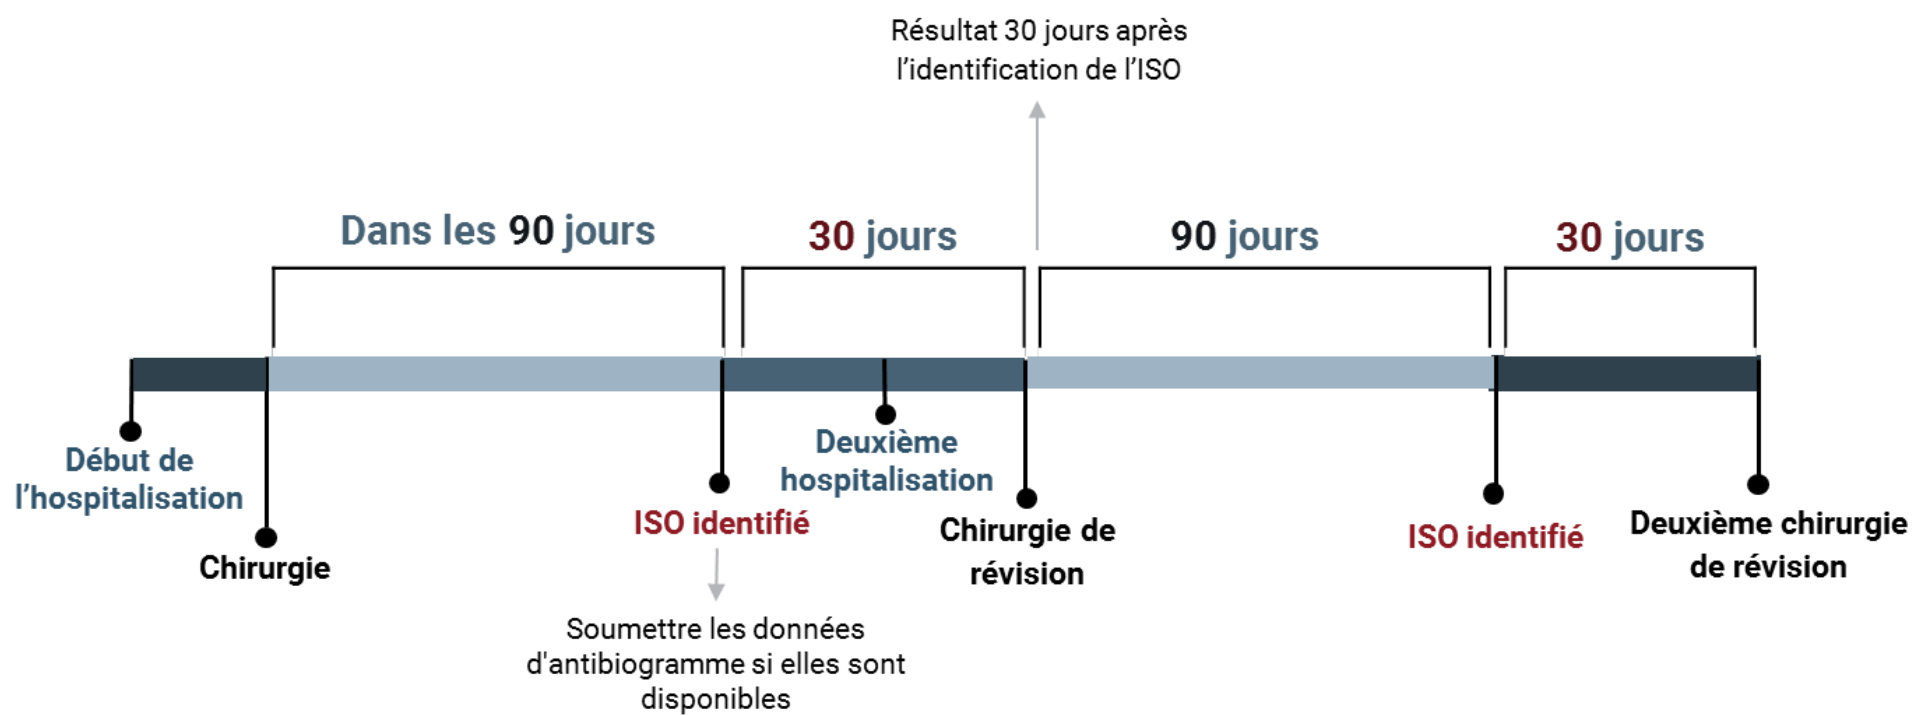 Résultat 30 jours après
l’identification de l’ISO
Dans les 90 jours
30 jours
90 jours
30 jours
Début de
l’hospitalisation
Chirurgie
ISO identifié
Soumettre les données
d'antibiogramme si elles sont
disponibles
Deuxième
hospitalisation
Chirurgie de
révision
ISO identifié
Deuxième chirurgie
de révision